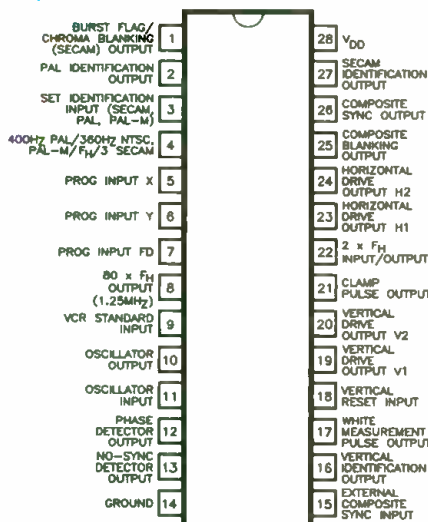 BURST FLAG/
CHROMA BLANKING
(SECAM) OUTPUT
1
PAL IDENTIFICATION
OUTPUT
2
SET IDENTIFICATION
INPUT (SECAM,
PAL, PAL-M)
3
400Hz PAL/360Hz NTSC,
PAL-M/FH/3 SECAM
4
PROG INPUT X
5
PROG INPUT Y
6
PROG INPUT FD
7
80 x FH
OUTPUT
(1.25MHz)
8
VCR STANDARD
INPUT
9
OSCILLATOR
OUTPUT
10
OSCILLATOR
INPUT
11
PHASE
DETECTOR
OUTPUT
12
NO-SYNC
DETECTOR
OUTPUT
13
GROUND
14
28
VDD
27
SECAM
IDENTIFICATION
OUTPUT
26
COMPOSITE
SYNC OUTPUT
25
COMPOSITE
BLANKING
OUTPUT
24
HORIZONTAL
DRIVE
OUTPUT H2
23
HORIZONTAL
DRIVE
OUTPUT H1
22
2 x FH
INPUT/OUTPUT
21
CLAMP
PULSE OUTPUT
20
VERTICAL
DRIVE
OUTPUT V2
19
VERTICAL
DRIVE
OUTPUT V1
18
VERTICAL
RESET INPUT
17
WHITE
MEASUREMENT
PULSE OUTPUT
16
VERTICAL
IDENTIFICATION
OUTPUT
15
EXTERNAL
COMPOSITE
SYNC INPUT